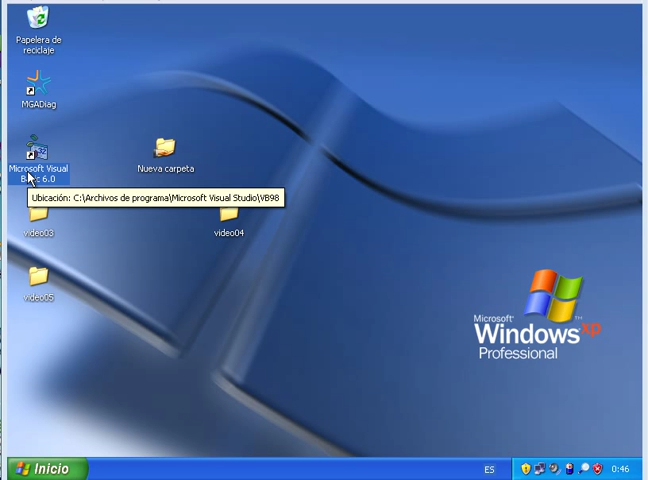 Papelera de
reciclaje
MGADiag
Microsoft Visual
Basic 6.0
Nueva carpeta
Ubicación: C:\Archivos de programa\Microsoft Visual Studio\VB98
video03
video04
video05
Microsoft®
Windows xp
Professional
Inicio
ES
0:46